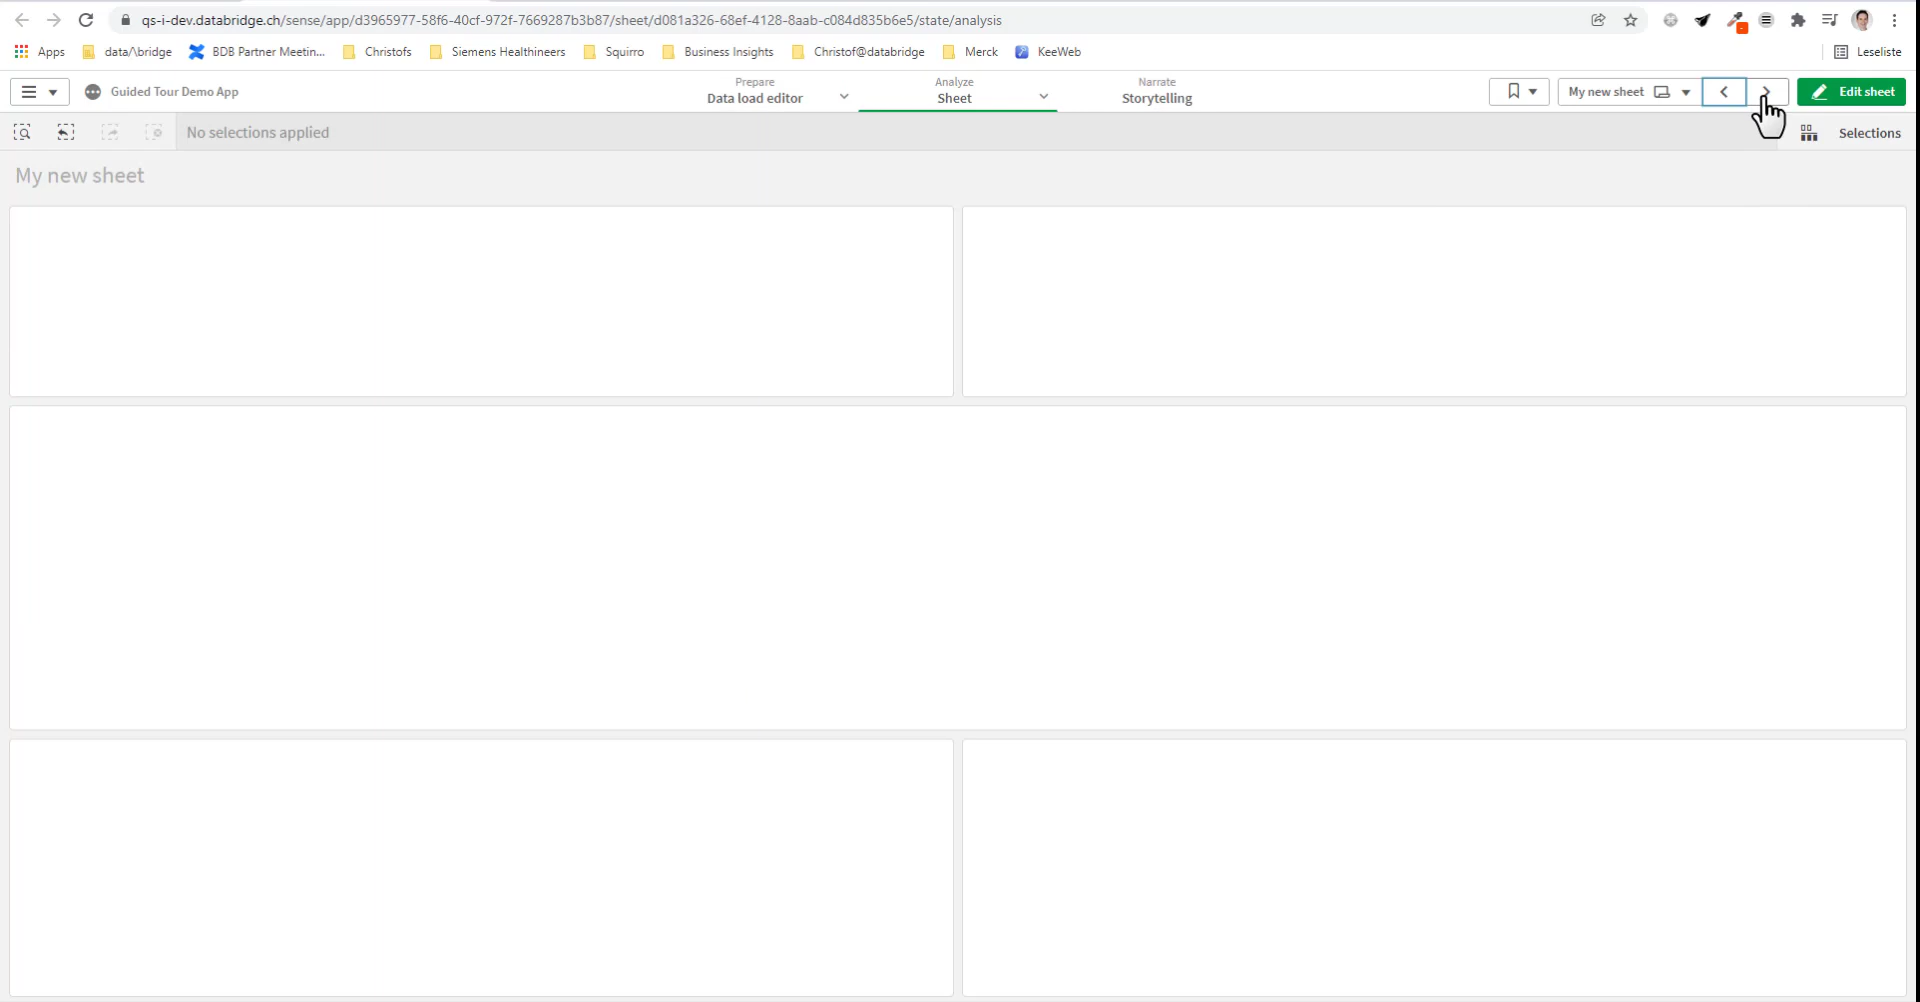 qs-i-dev.databridge.ch/sense/app/d3965977-58f6-40cf-972f-7669287b3b87/sheet/d081a326-68ef-4128-8aab-c084d835b6e5/state/analysis
Apps data/\bridge BDB Partner Meetin... Christofs Siemens Healthineers Squirro Business Insights Christof@databridge Merck KeeWeb Leseliste
Guided Tour Demo App
Prepare
Data load editor
Analyze
Sheet
Narrate
Storytelling
My new sheet
Edit sheet
No selections applied
Selections
My new sheet